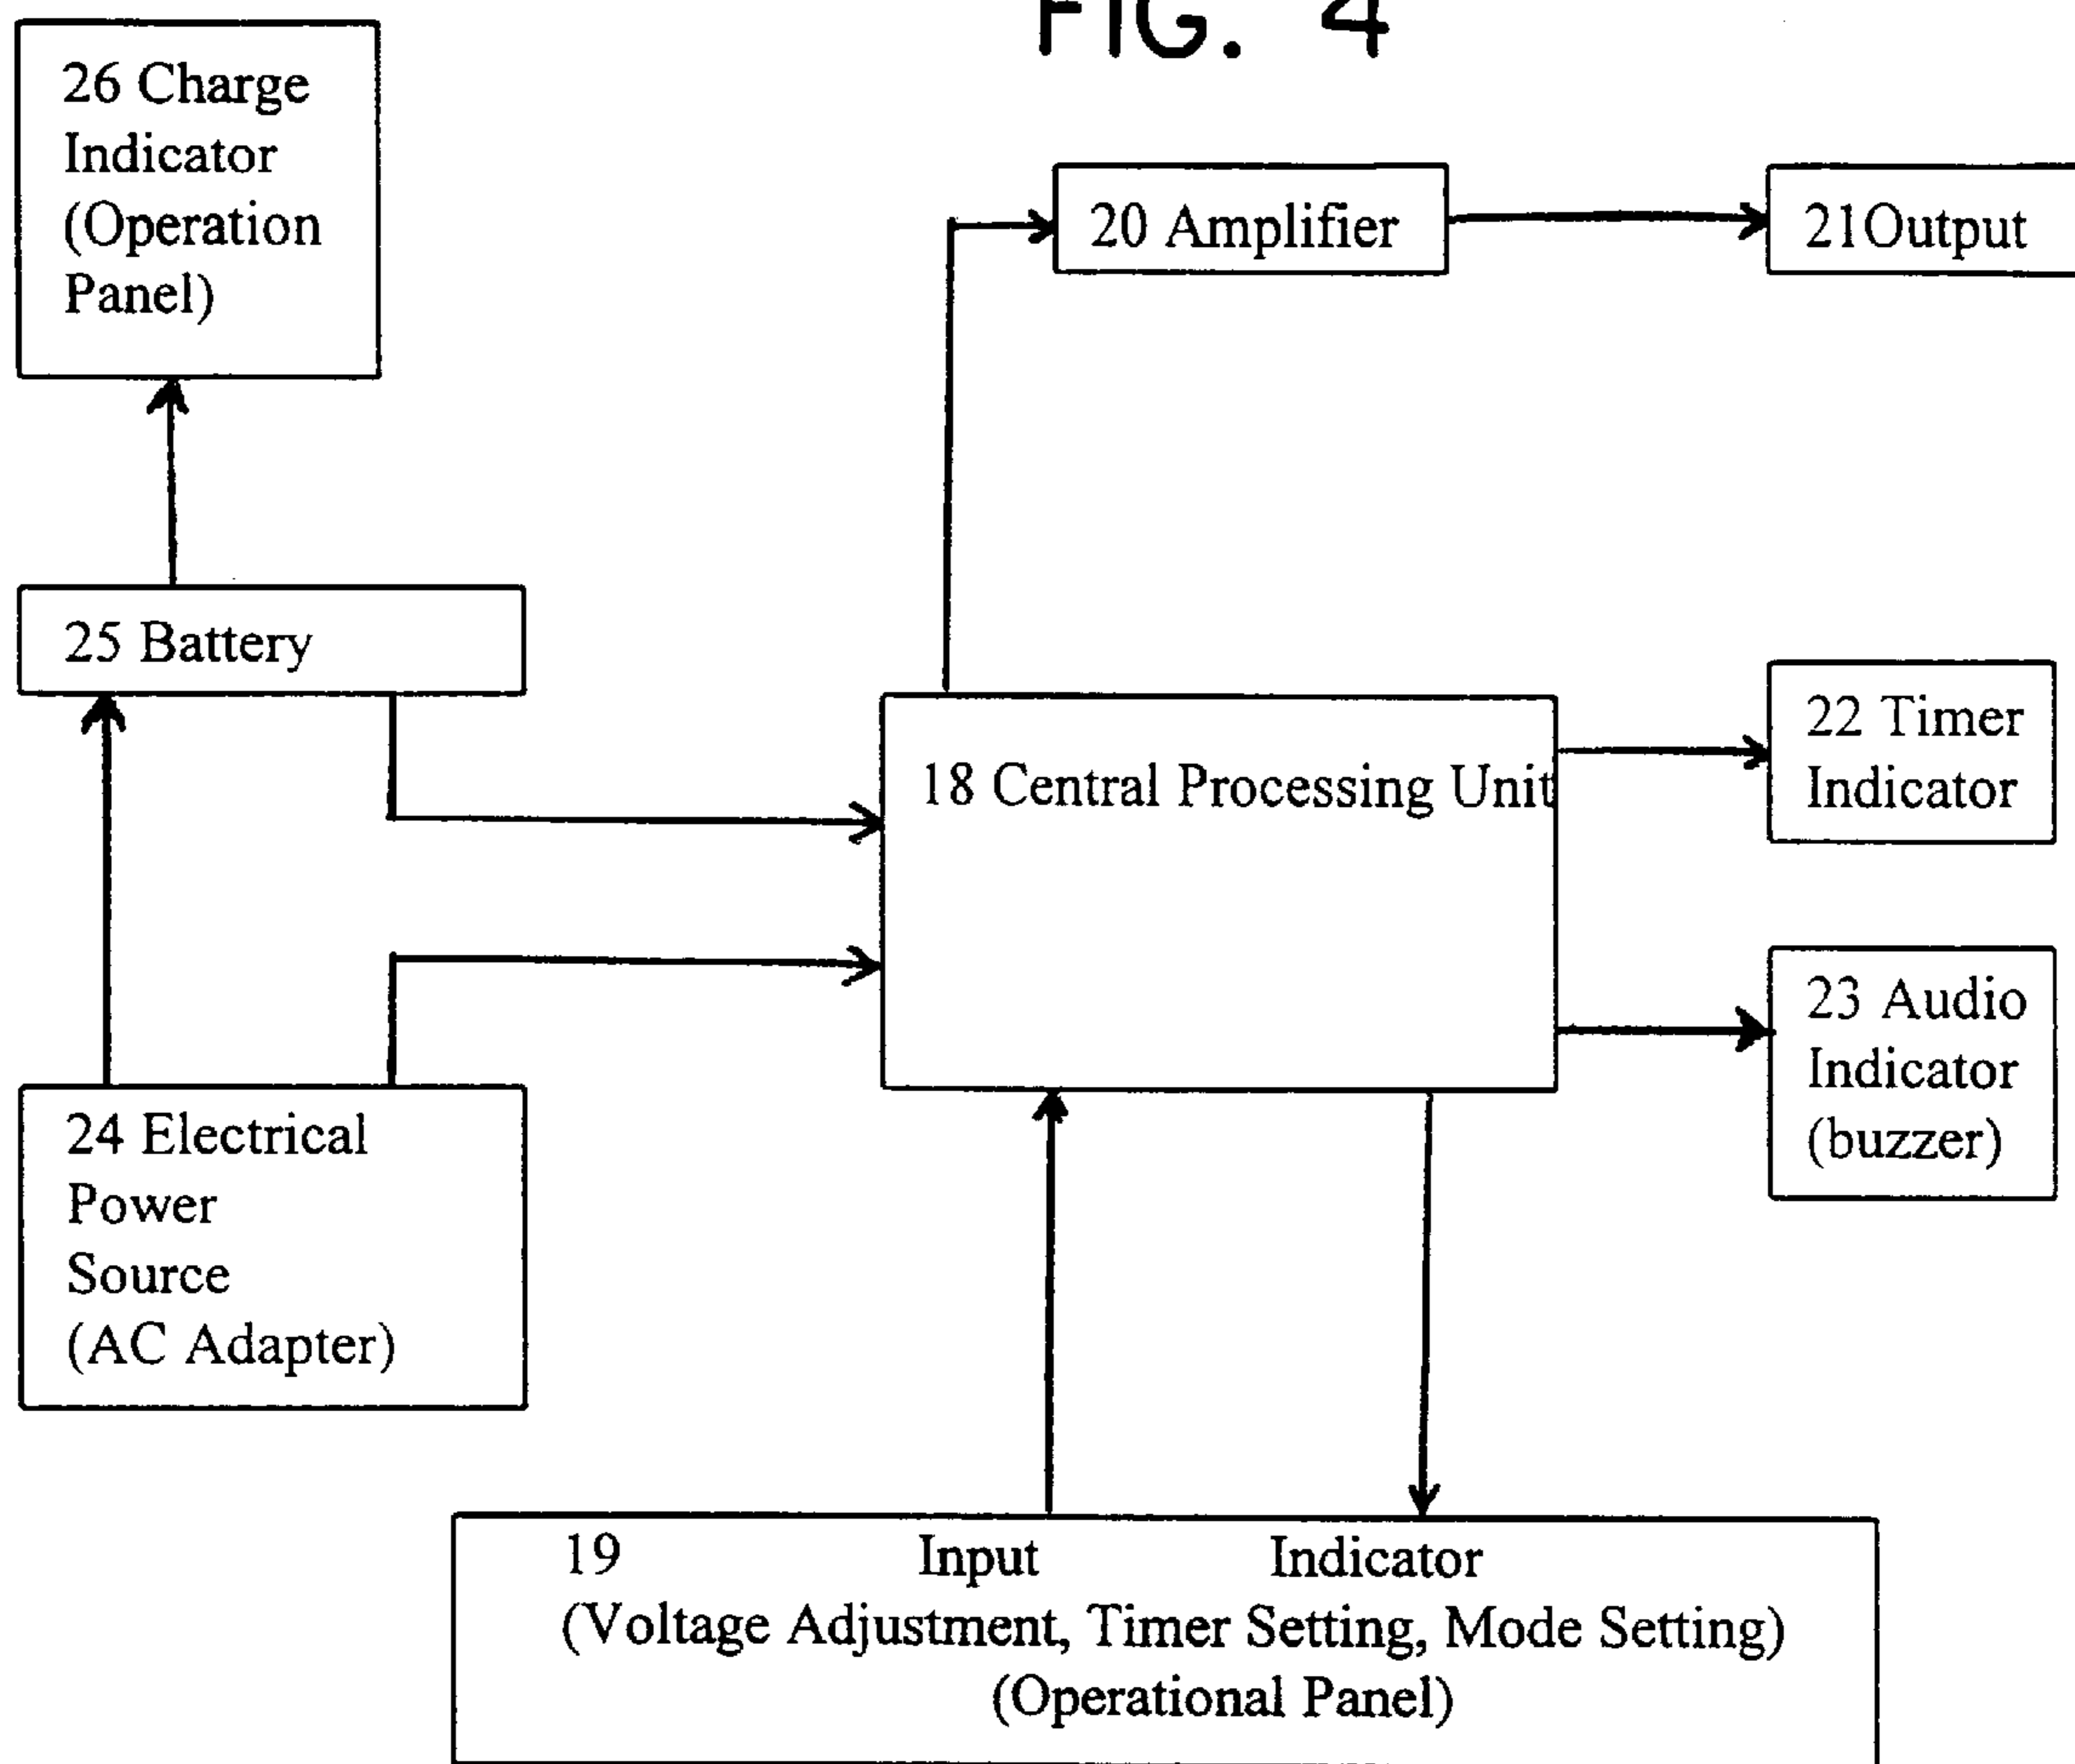 FIG. 4
26 Charge
Indicator
(Operation
Panel)
20 Amplifier
21Output
25 Battery
18 Central Processing Unit
22 Timer
Indicator
23 Audio
Indicator
(buzzer)
24 Electrical
Power
Source
(AC Adapter)
19 Input Indicator
(Voltage Adjustment, Timer Setting, Mode Setting)
(Operational Panel)